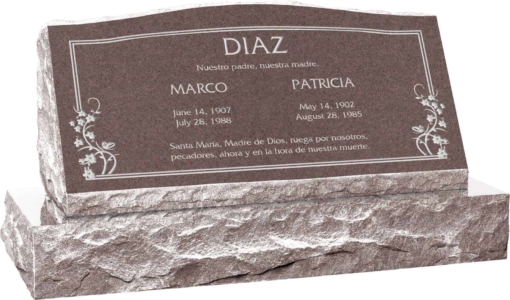 DIAZ
Nuestro padre, nuestra madre.
MARCO PATRICIA
June 14, 1907 May 14, 1902
July 28, 1988 August 28, 1985
Santa Maria, Madre de Dios, ruega por nosotros,
pecadores, ahora y en la hora de nuestra muerte.